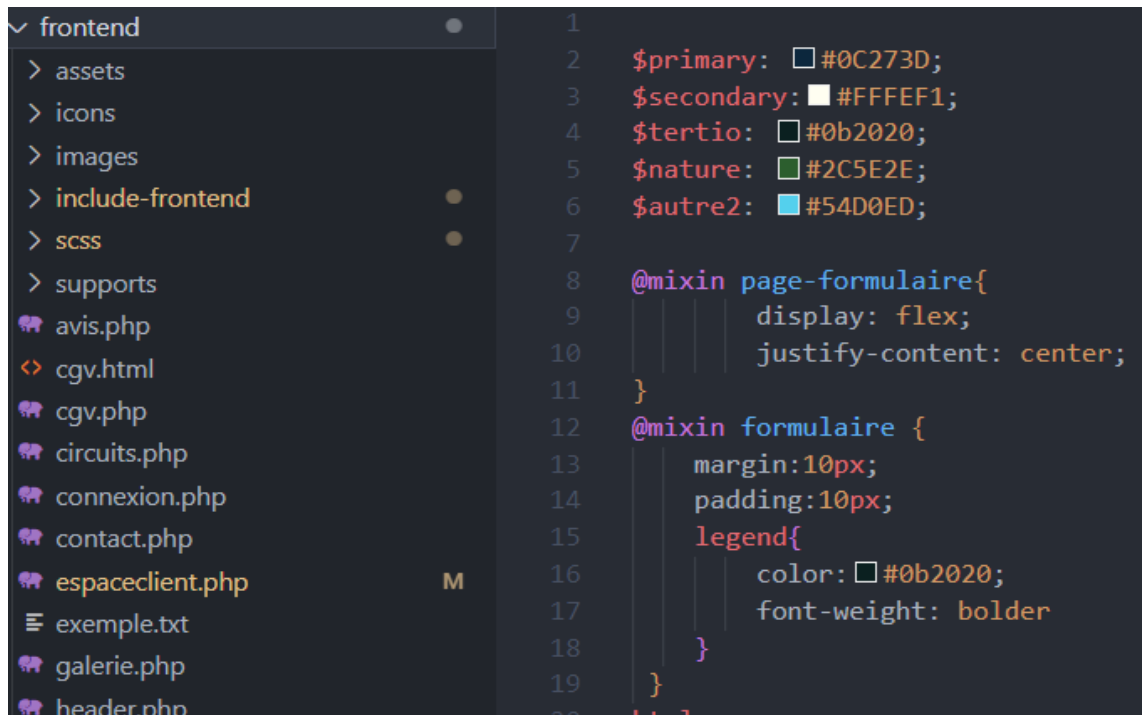 frontend
assets
icons
images
include-frontend
scss
supports
avis.php
cgv.html
cgv.php
circuits.php
connexion.php
contact.php
espaceclient.php M
exemple.txt
galerie.php
header.php
1
2 $primary: #0C273D;
3 $secondary: #FFFEF1;
4 $tertio: #0b2020;
5 $nature: #2C5E2E;
6 $autre2: #54D0ED;
7
8 @mixin page-formulaire{
9 display: flex;
10 justify-content: center;
11 }
12 @mixin formulaire {
13 margin:10px;
14 padding:10px;
15 legend{
16 color: #0b2020;
17 font-weight: bolder
18 }
19 }